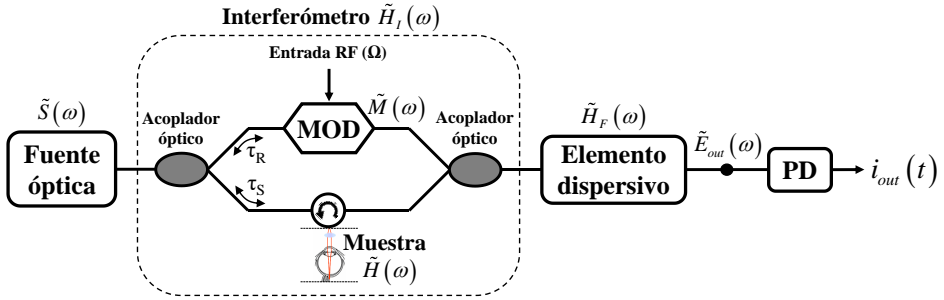 Interferómetro H̃_I(ω)
Entrada RF (Ω)
S̃(ω)
Acoplador
óptico
MOD
M̃(ω)
Acoplador
óptico
H̃_F(ω)
Ẽ_out(ω)
Fuente
óptica
τ_R
τ_S
Elemento
dispersivo
PD
i_out(t)
Muestra
H̃(ω)